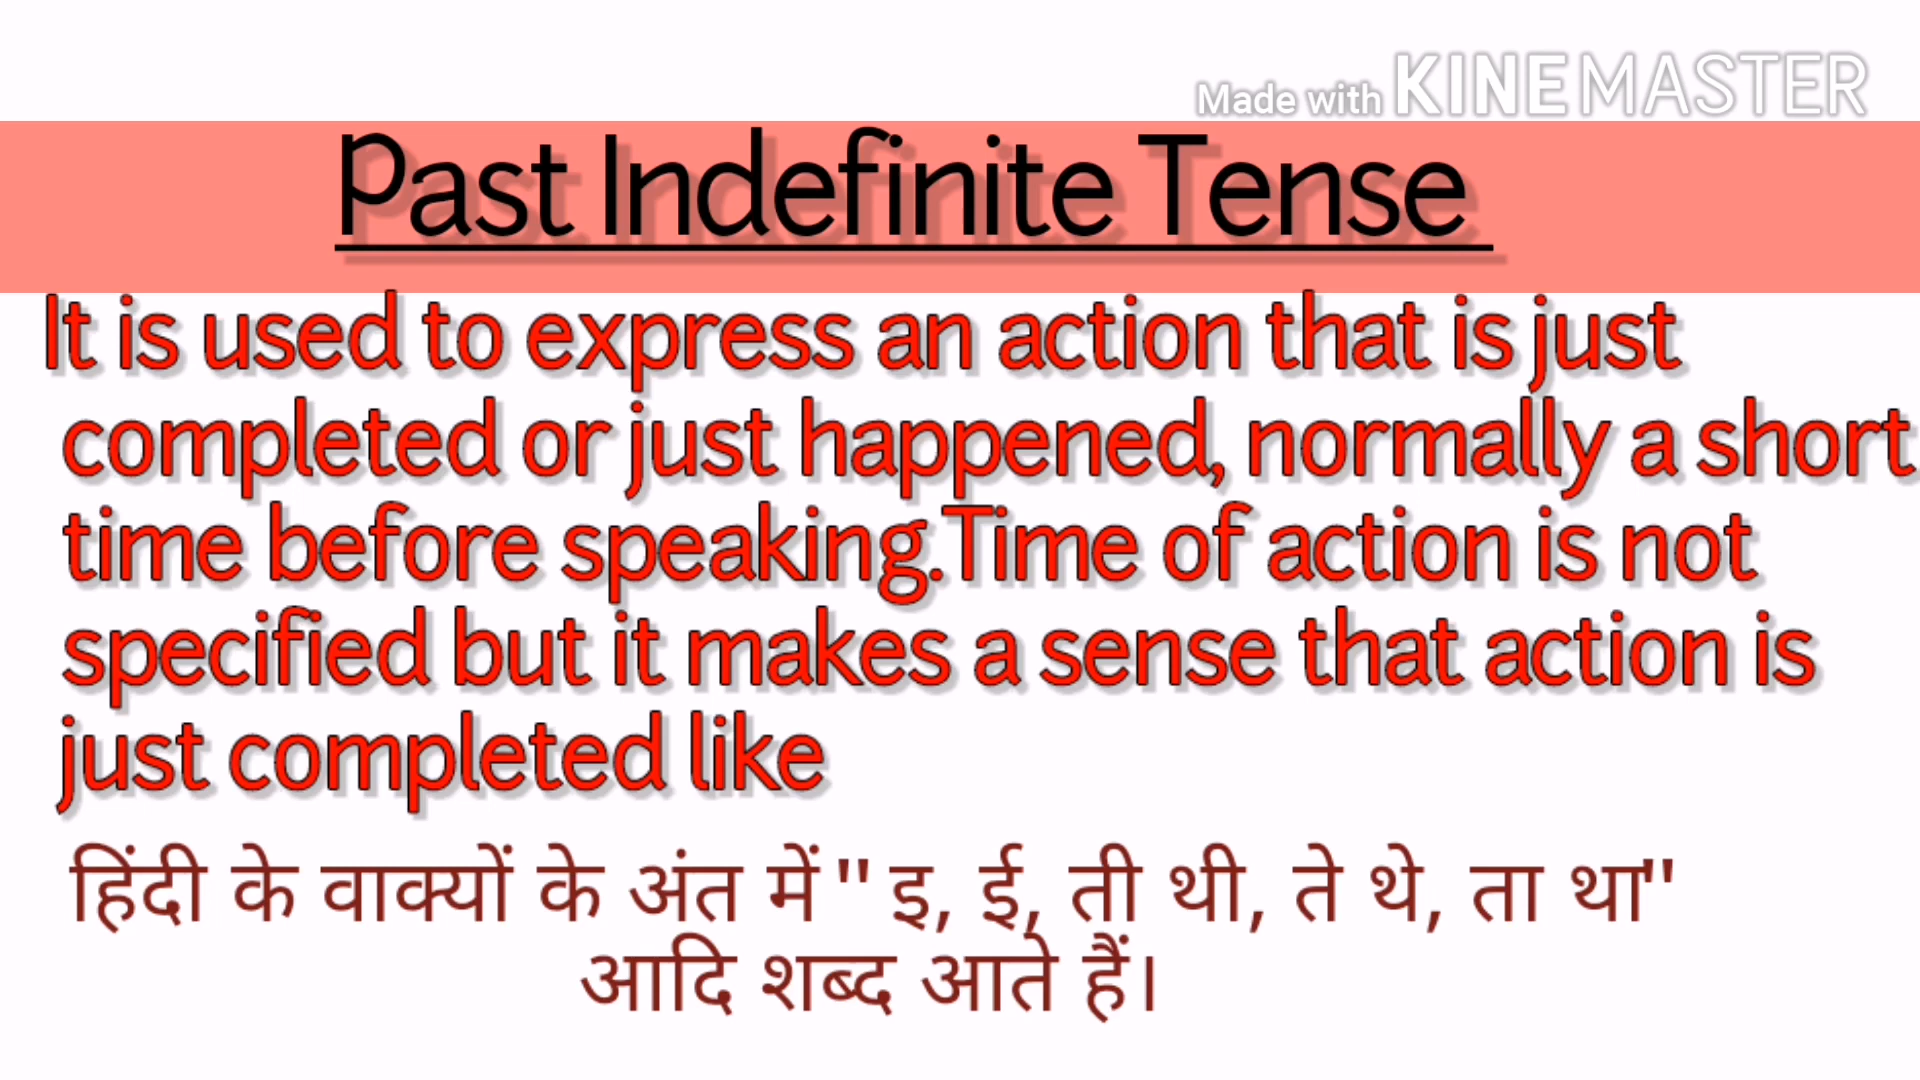 Made with KINEMASTER
Past Indefinite Tense
It is used to express an action that is just
completed or just happened, normally a short
time before speaking.Time of action is not
specified but it makes a sense that action is
just completed like
हिंदी के वाक्यों के अंत में " इ, ई, ती थी, ते थे, ता था"
आदि शब्द आते हैं।